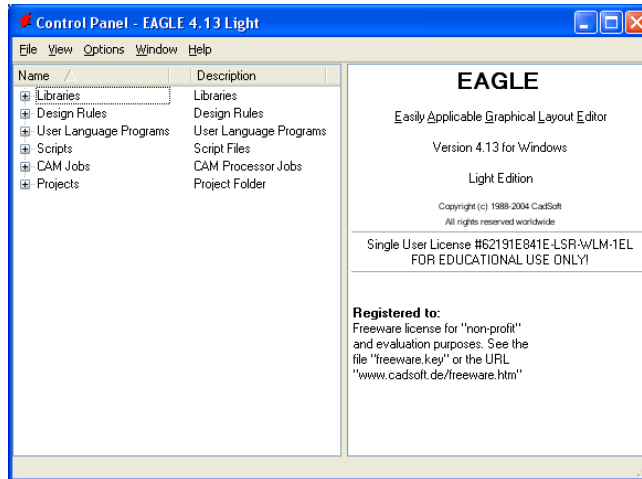 Control Panel - EAGLE 4.13 Light
File View Options Window Help
Name Description
Libraries Libraries
Design Rules Design Rules
User Language Programs User Language Programs
Scripts Script Files
CAM Jobs CAM Processor Jobs
Projects Project Folder
EAGLE
Easily Applicable Graphical Layout Editor
Version 4.13 for Windows
Light Edition
Copyright (c) 1988-2004 CadSoft
All rights reserved worldwide
Single User License #62191E841E-LSR-WLM-1EL
FOR EDUCATIONAL USE ONLY!
Registered to:
Freeware license for "non-profit"
and evaluation purposes. See the
file "freeware.key" or the URL
"www.cadsoft.de/freeware.htm"